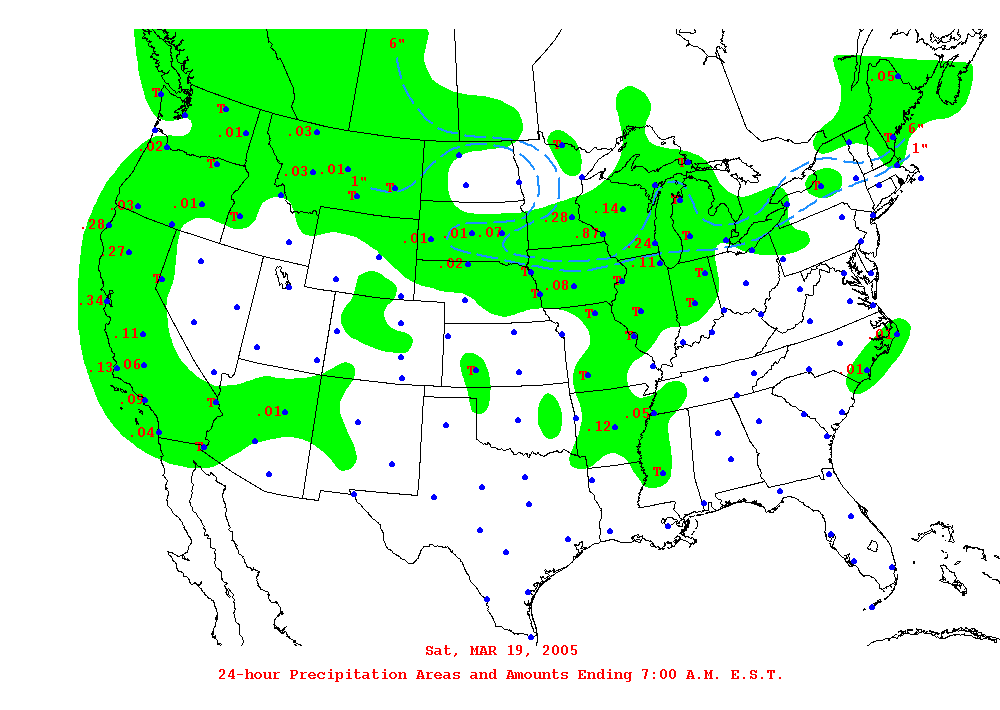 6"
.05
T
T
.01
.03
T
T
6"
.02
1"
T
.03 .01
1"
T
T
T
T
.03
.01
T
T
.14
.28
.28
.87
T
.01
.01
.07
.24
.27
.02
.11
T
T
T
.08
T
T
.34
T
T
T
.11
T
.01
.13
.06
T
T
.01
.09
T
.01
.05
.04
.12
T
T
Sat, MAR 19, 2005
24-hour Precipitation Areas and Amounts Ending 7:00 A.M. E.S.T.